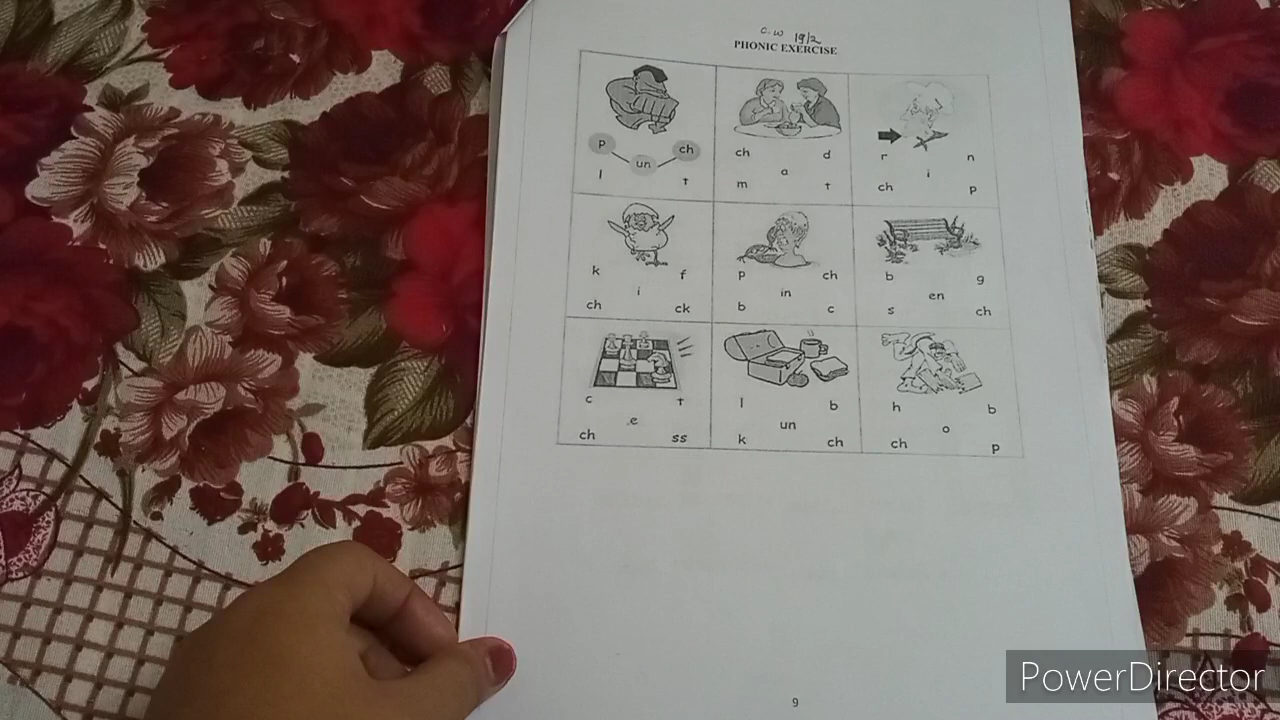 C.W 19/2
PHONIC EXERCISE
p ch
un
l t
ch d
a
m t
r n
i
ch p
k f
i
ch ck
p ch
in
b c
b g
en
s ch
c t
e
ch ss
l b
un
k ch
h b
o
ch p
9
PowerDirector